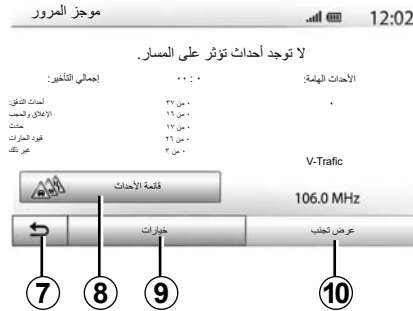 موجز المرور
12:02
لا توجد أحداث تؤثر على المسار.
الأحداث الهامة:
٠٠ : ٠
إجمالي التأخير:
٠
أحداث التدفق:
٠ من ٣٧
الإغلاق والحجب
٠ من ١٦
حادث
٠ من ١٧
قيود الحارات
٠ من ٢٦
غير ذلك
٠ من ٣
V-Trafic
قائمة الأحداث
106.0 MHz
عرض تجنب
خيارات
7
8
9
10